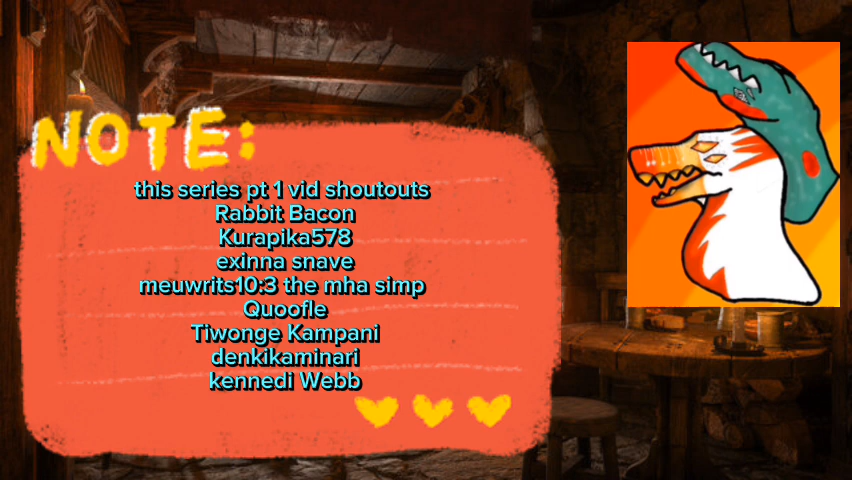 NOTE:
this series pt 1 vid shoutouts
Rabbit Bacon
Kurapika578
exinna snave
meuwrits10:3 the mha simp
Quoofle
Tiwonge Kampani
denkikaminari
kennedi Webb